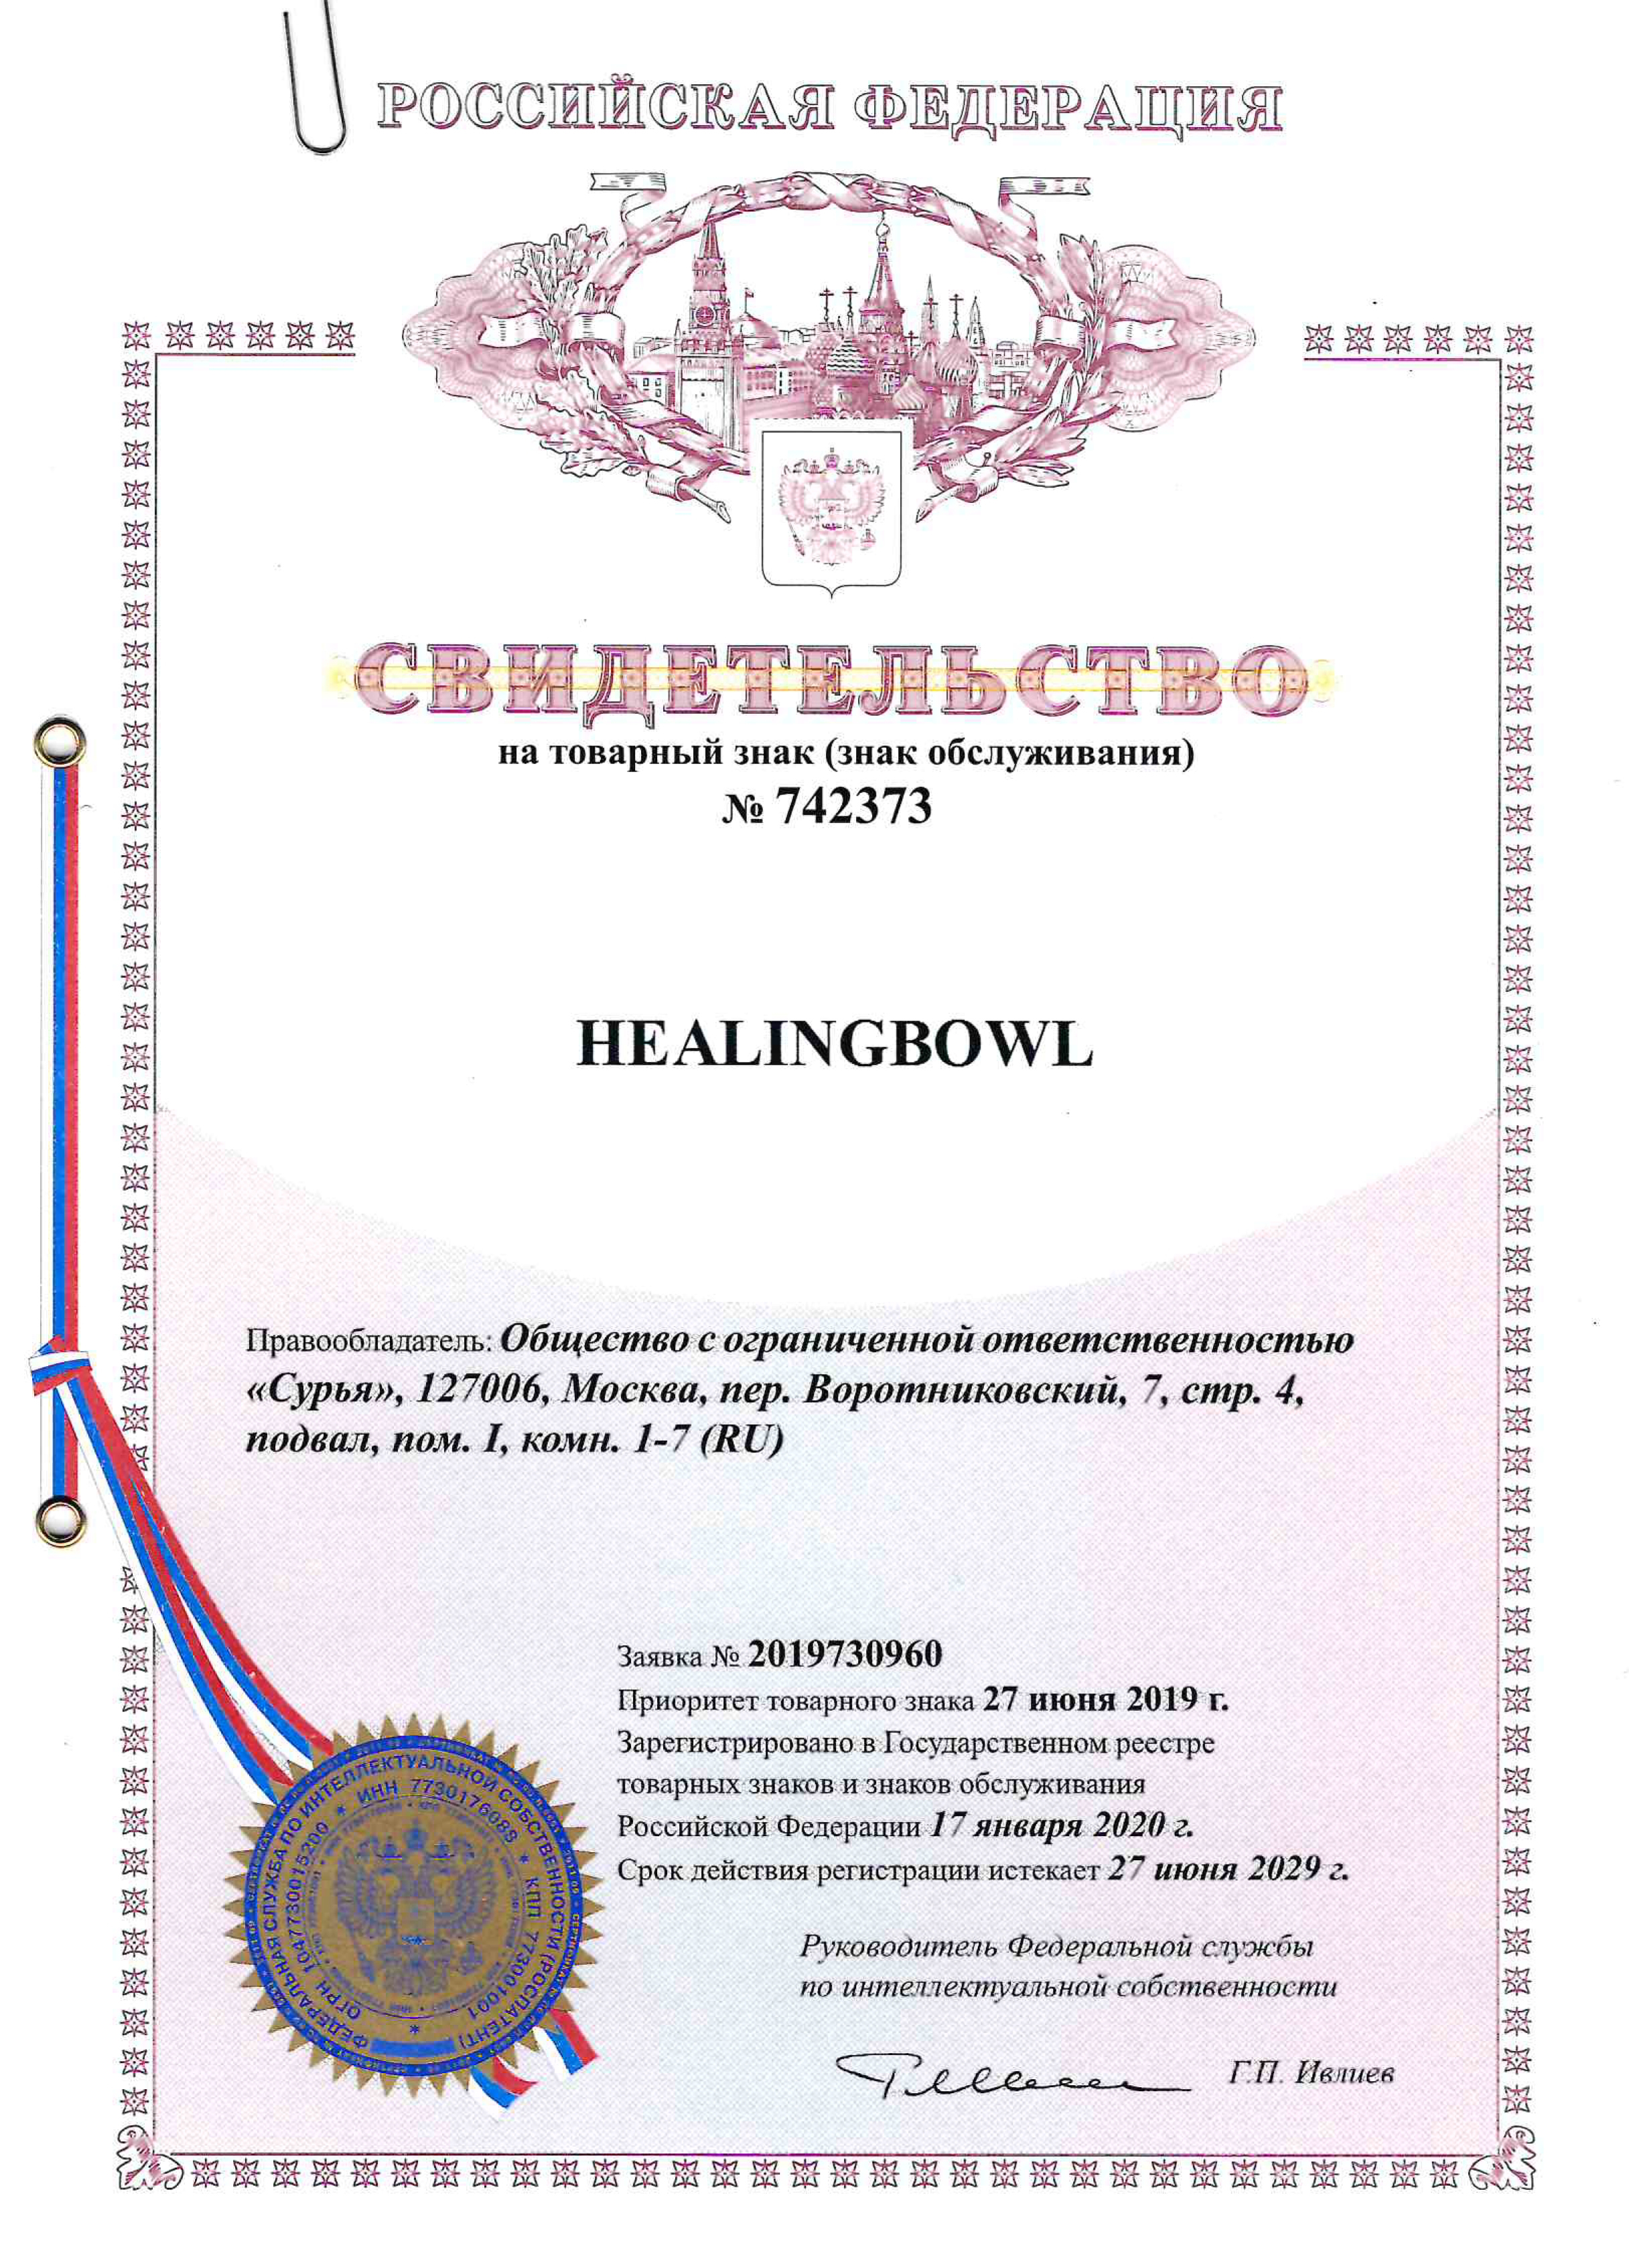 РОССИЙСКАЯ ФЕДЕРАЦИЯ
СВИДЕТЕЛЬСТВО
на товарный знак (знак обслуживания)
№ 742373
HEALINGBOWL
Правообладатель: Общество с ограниченной ответственностью
«Сурья», 127006, Москва, пер. Воротниковский, 7, стр. 4,
подвал, пом. I, комн. 1-7 (RU)
Заявка № 2019730960
Приоритет товарного знака 27 июня 2019 г.
Зарегистрировано в Государственном реестре
товарных знаков и знаков обслуживания
Российской Федерации 17 января 2020 г.
Срок действия регистрации истекает 27 июня 2029 г.
Руководитель Федеральной службы
по интеллектуальной собственности
Г.П. Ивлиев
ФЕДЕРАЛЬНАЯ СЛУЖБА ПО ИНТЕЛЛЕКТУАЛЬНОЙ СОБСТВЕННОСТИ (РОСПАТЕНТ)
ОГРН 1047730015200 * ИНН 7730176088 * КПП 773001001 *